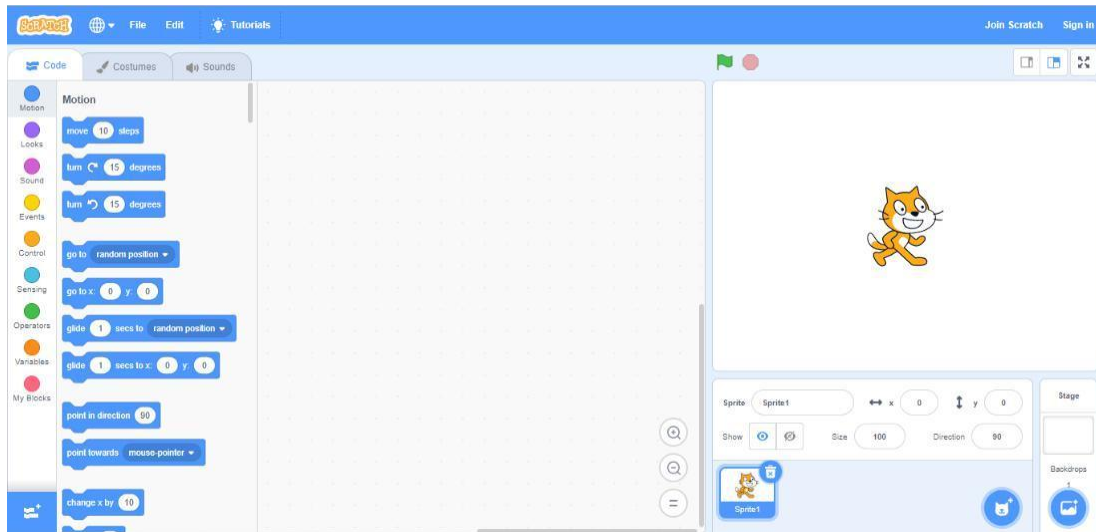 SCRATCH File Edit Tutorials Join Scratch Sign in
Code Costumes Sounds
Motion
Looks
Sound
Events
Control
Sensing
Operators
Variables
My Blocks
Motion
move 10 steps
turn 15 degrees
turn 15 degrees
go to random position
go to x: 0 y: 0
glide 1 secs to random position
glide 1 secs to x: 0 y: 0
point in direction 90
point towards mouse-pointer
change x by 10
Sprite Sprite1 x 0 y 0
Show Size 100 Direction 90
Sprite1
Stage
Backdrops
1